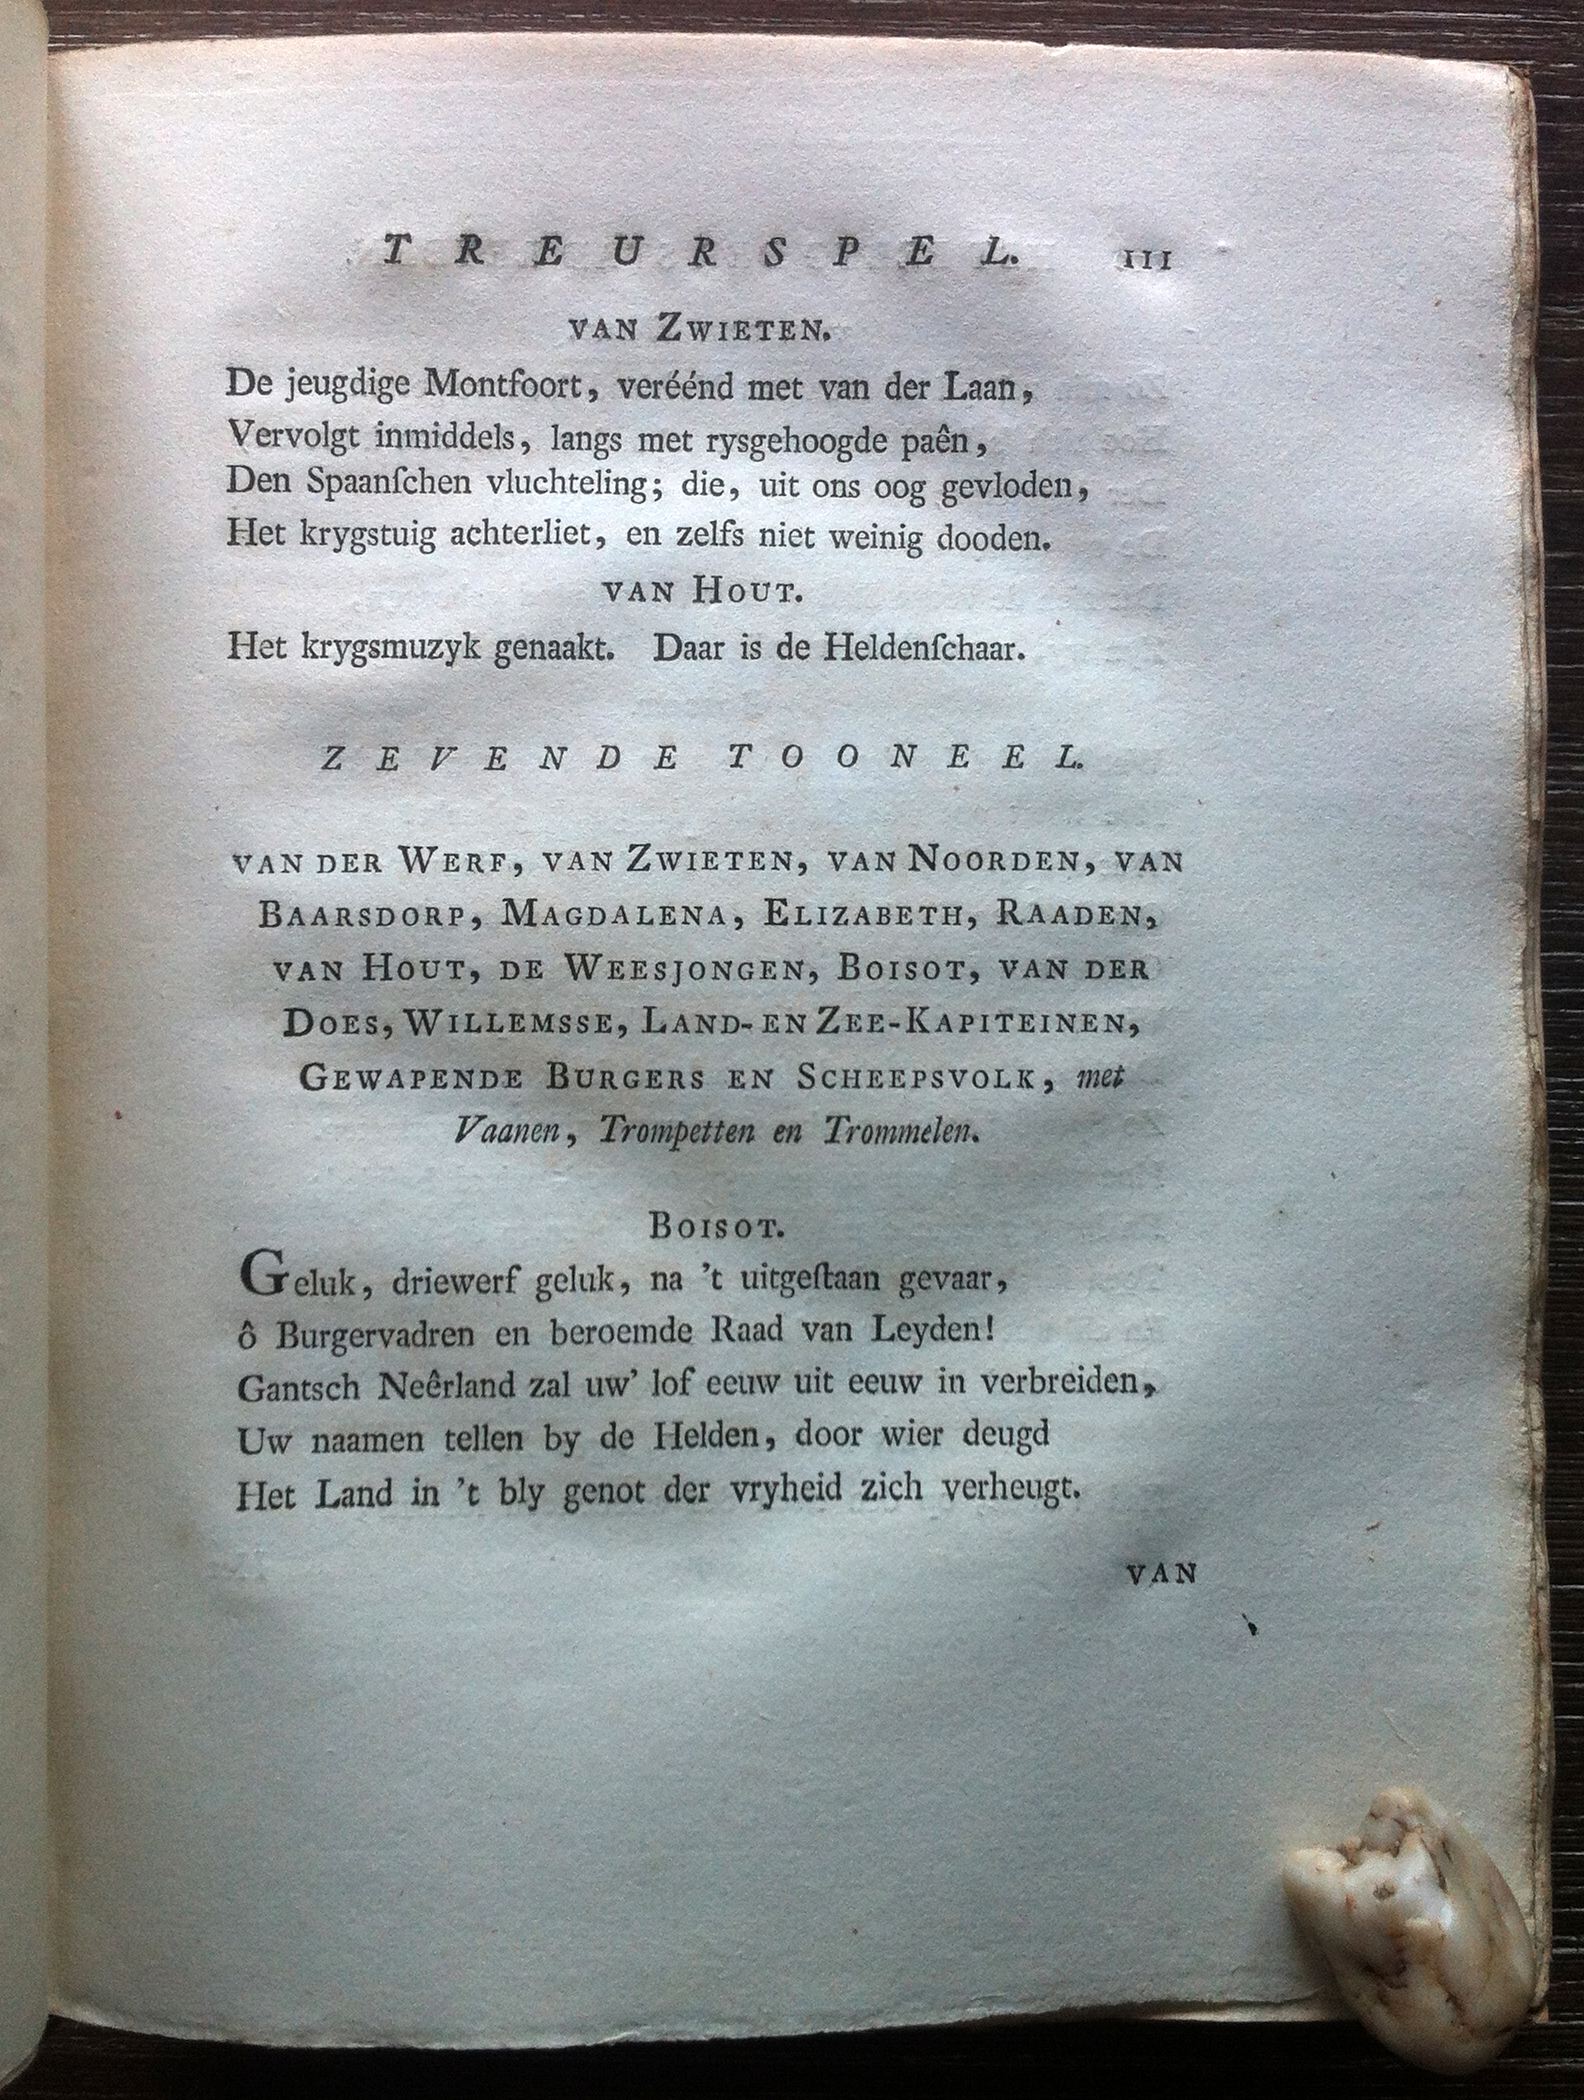 TREURSPEL. 111
VAN ZWIETEN.
De jeugdige Montfoort, veréénd met van der Laan,
Vervolgt inmiddels, langs met rysgehoogde paên,
Den Spaanſchen vluchteling; die, uit ons oog gevloden,
Het krygstuig achterliet, en zelfs niet weinig dooden.
VAN HOUT.
Het krygsmuzyk genaakt. Daar is de Heldenſchaar.
ZEVENDE TOONEEL.
VAN DER WERF, VAN ZWIETEN, VAN NOORDEN, VAN
BAARSDORP, MAGDALENA, ELIZABETH, RAADEN,
VAN HOUT, DE WEESJONGEN, BOISOT, VAN DER
DOES, WILLEMSSE, LAND- EN ZEE-KAPITEINEN,
GEWAPENDE BURGERS EN SCHEEPSVOLK, met
Vaanen, Trompetten en Trommelen.
BOISOT.
Geluk, driewerf geluk, na 't uitgeſtaan gevaar,
ô Burgervadren en beroemde Raad van Leyden!
Gantsch Neêrland zal uw' lof eeuw uit eeuw in verbreiden,
Uw naamen tellen by de Helden, door wier deugd
Het Land in 't bly genot der vryheid zich verheugt.
VAN